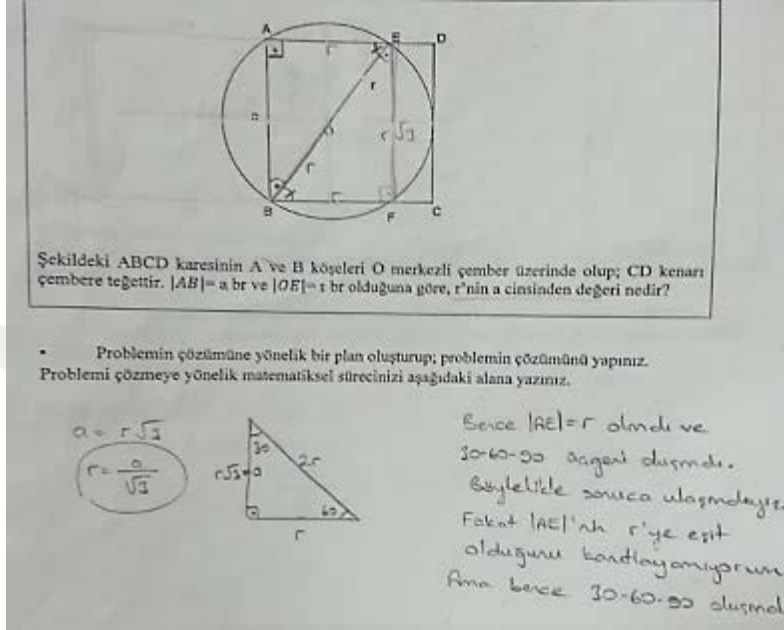 A
E
D
r
a
r
r√3
O
r
r
B
F
C
Şekildeki ABCD karesinin A ve B köşeleri O merkezli çember üzerinde olup; CD kenarı
çembere teğettir. |AB|= a br ve |OE|= r br olduğuna göre, r'nin a cinsinden değeri nedir?
• Problemin çözümüne yönelik bir plan oluşturup; problemin çözümünü yapınız.
Problemi çözmeye yönelik matematiksel sürecinizi aşağıdaki alana yazınız.
a = r√3
r = a/√3
30
2r
r√3=a
60
r
Bence |AE|=r olmalı ve
30-60-90 üçgeni oluşmalı.
Böylelikle sonuca ulaşmalıyız.
Fakat |AE|'nin r'ye eşit
olduğunu kanıtlayamıyorum
Ama bence 30-60-90 oluşmalı